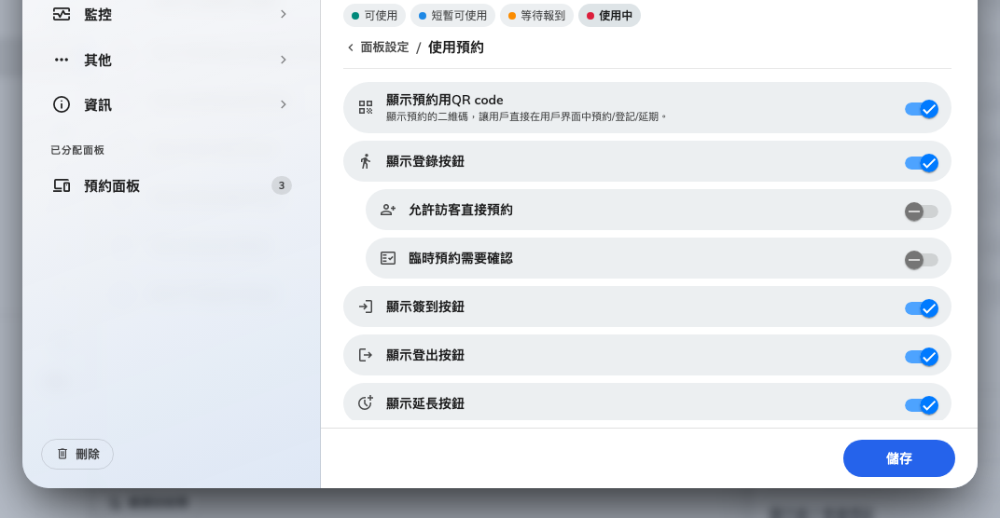 監控
其他
資訊
已分配面板
預約面板
3
刪除
可使用
短暫可使用
等待報到
使用中
面板設定 / 使用預約
顯示預約用QR code
顯示預約的二維碼，讓用戶直接在用戶界面中預約/登記/延期。
顯示登錄按鈕
允許訪客直接預約
臨時預約需要確認
顯示簽到按鈕
顯示登出按鈕
顯示延長按鈕
儲存